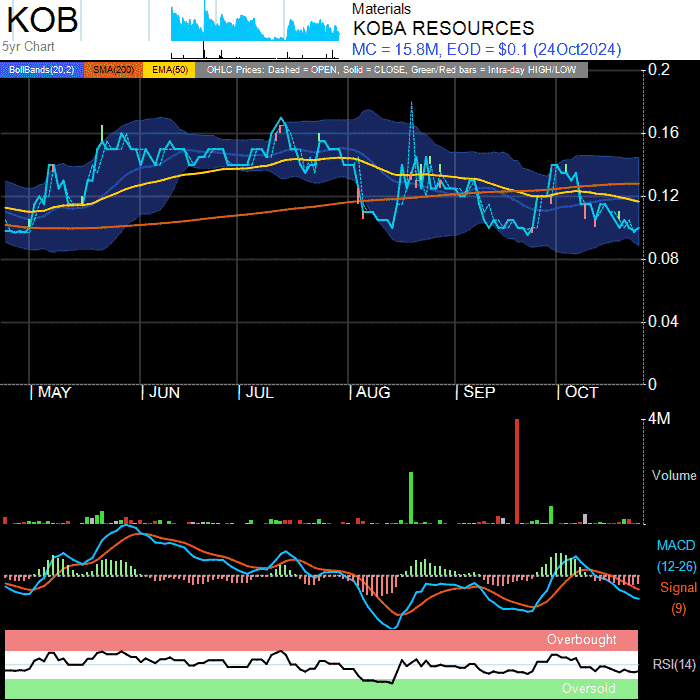 KOB
5yr Chart
Materials
KOBA RESOURCES
MC = 15.8M, EOD = $0.1 (24Oct2024)
BollBands(20,2) SMA(200) EMA(50) OHLC Prices: Dashed = OPEN, Solid = CLOSE, Green/Red bars = Intra-day HIGH/LOW
0.2
0.16
0.12
0.08
0.04
0
MAY JUN JUL AUG SEP OCT
4M
Volume
MACD
(12-26)
Signal
(9)
Overbought
RSI(14)
Oversold